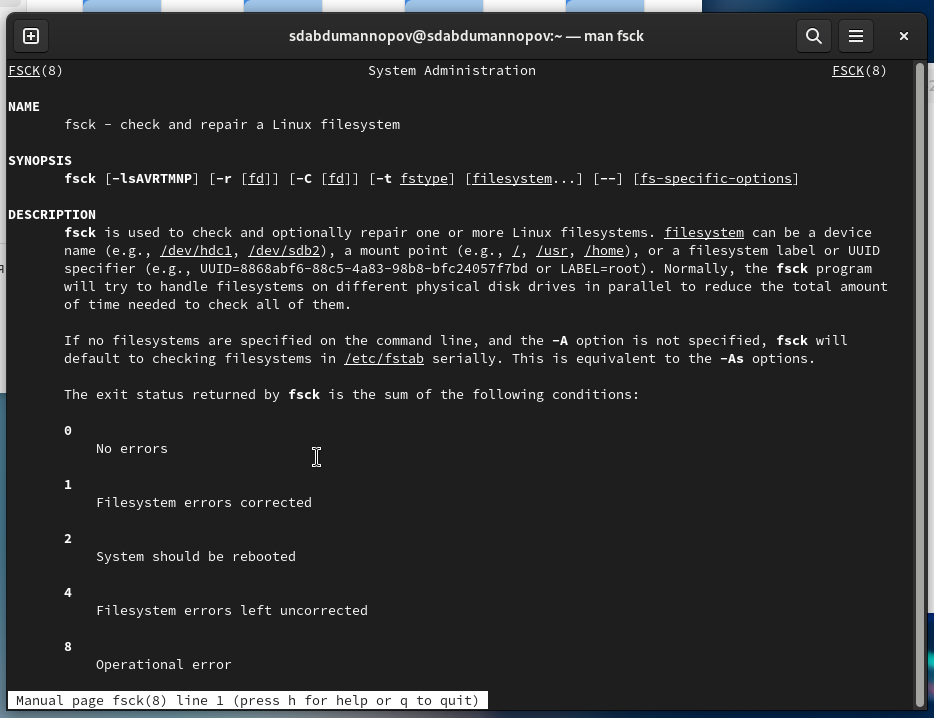 sdabdumannopov@sdabdumannopov:~ — man fsck
FSCK(8) System Administration FSCK(8)
NAME
fsck - check and repair a Linux filesystem
SYNOPSIS
fsck [-lsAVRTMNP] [-r [fd]] [-C [fd]] [-t fstype] [filesystem...] [--] [fs-specific-options]
DESCRIPTION
fsck is used to check and optionally repair one or more Linux filesystems. filesystem can be a device
name (e.g., /dev/hdc1, /dev/sdb2), a mount point (e.g., /, /usr, /home), or a filesystem label or UUID
specifier (e.g., UUID=8868abf6-88c5-4a83-98b8-bfc24057f7bd or LABEL=root). Normally, the fsck program
will try to handle filesystems on different physical disk drives in parallel to reduce the total amount
of time needed to check all of them.
If no filesystems are specified on the command line, and the -A option is not specified, fsck will
default to checking filesystems in /etc/fstab serially. This is equivalent to the -As options.
The exit status returned by fsck is the sum of the following conditions:
0
No errors
1
Filesystem errors corrected
2
System should be rebooted
4
Filesystem errors left uncorrected
8
Operational error
Manual page fsck(8) line 1 (press h for help or q to quit)